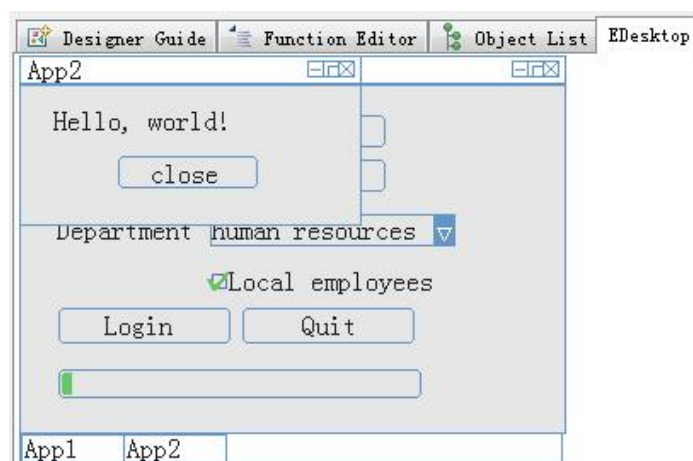 Designer Guide Function Editor Object List EDesktop
App2
Hello, world!
close
Department human resources
Local employees
Login Quit
App1 App2